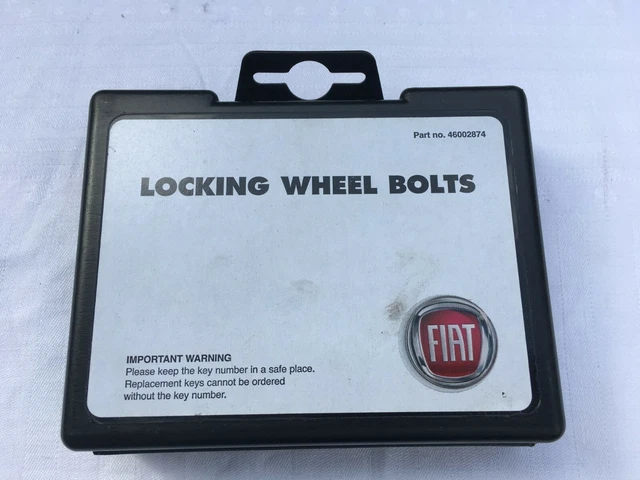 Part no. 46002874
LOCKING WHEEL BOLTS
FIAT
IMPORTANT WARNING
Please keep the key number in a safe place.
Replacement keys cannot be ordered
without the key number.